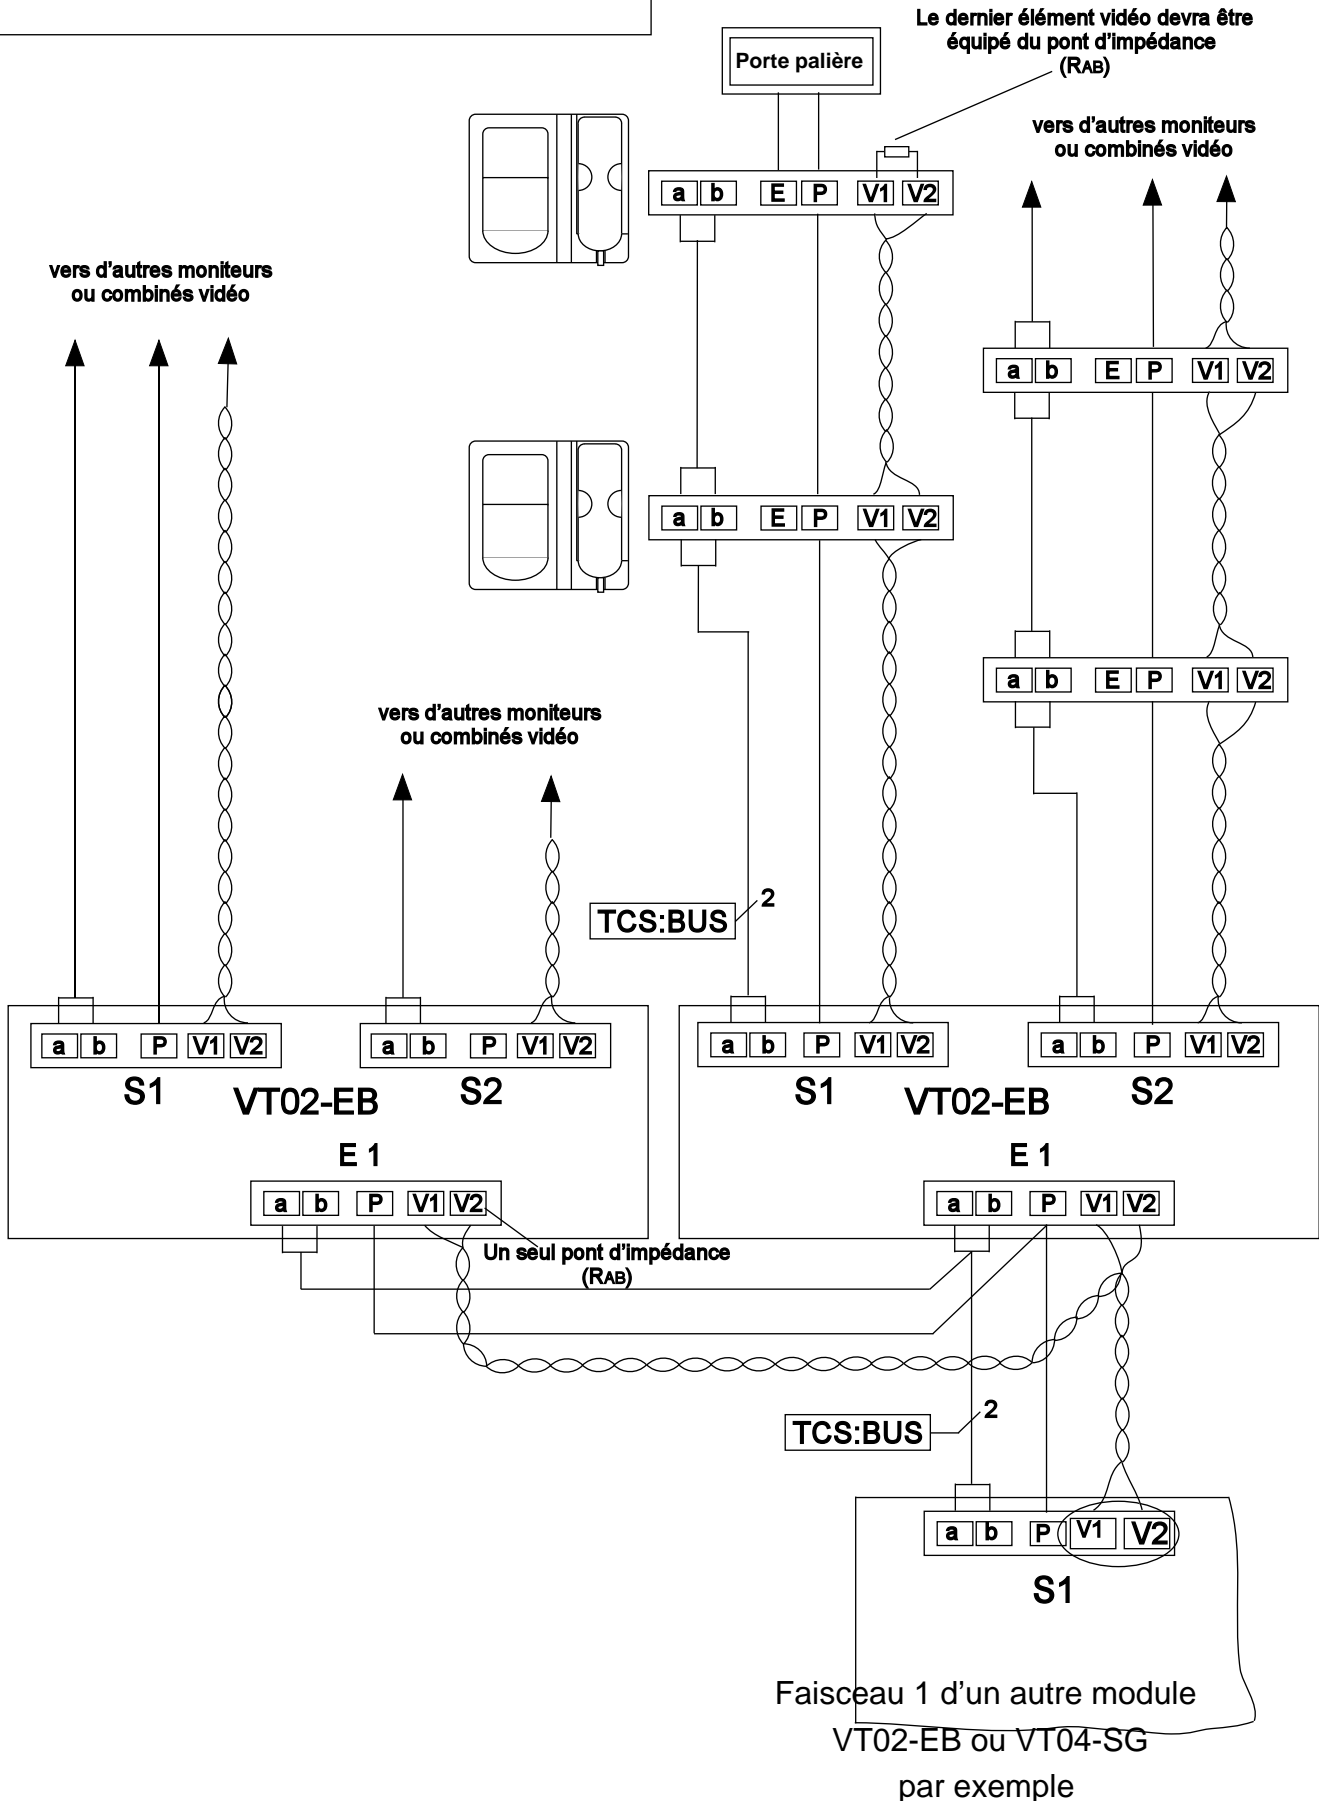 Le dernier élément vidéo devra être
équipé du pont d'impédance
(RAB)
Porte palière
vers d'autres moniteurs
ou combinés vidéo
a b E P V1 V2
vers d'autres moniteurs
ou combinés vidéo
a b E P V1 V2
a b E P V1 V2
a b E P V1 V2
vers d'autres moniteurs
ou combinés vidéo
2
TCS:BUS
a b P V1 V2
a b P V1 V2
a b P V1 V2
a b P V1 V2
S1
VT02-EB
S2
S1
VT02-EB
S2
E 1
E 1
a b P V1 V2
a b P V1 V2
Un seul pont d'impédance
(RAB)
2
TCS:BUS
a b P V1 V2
S1
Faisceau 1 d'un autre module
VT02-EB ou VT04-SG
par exemple